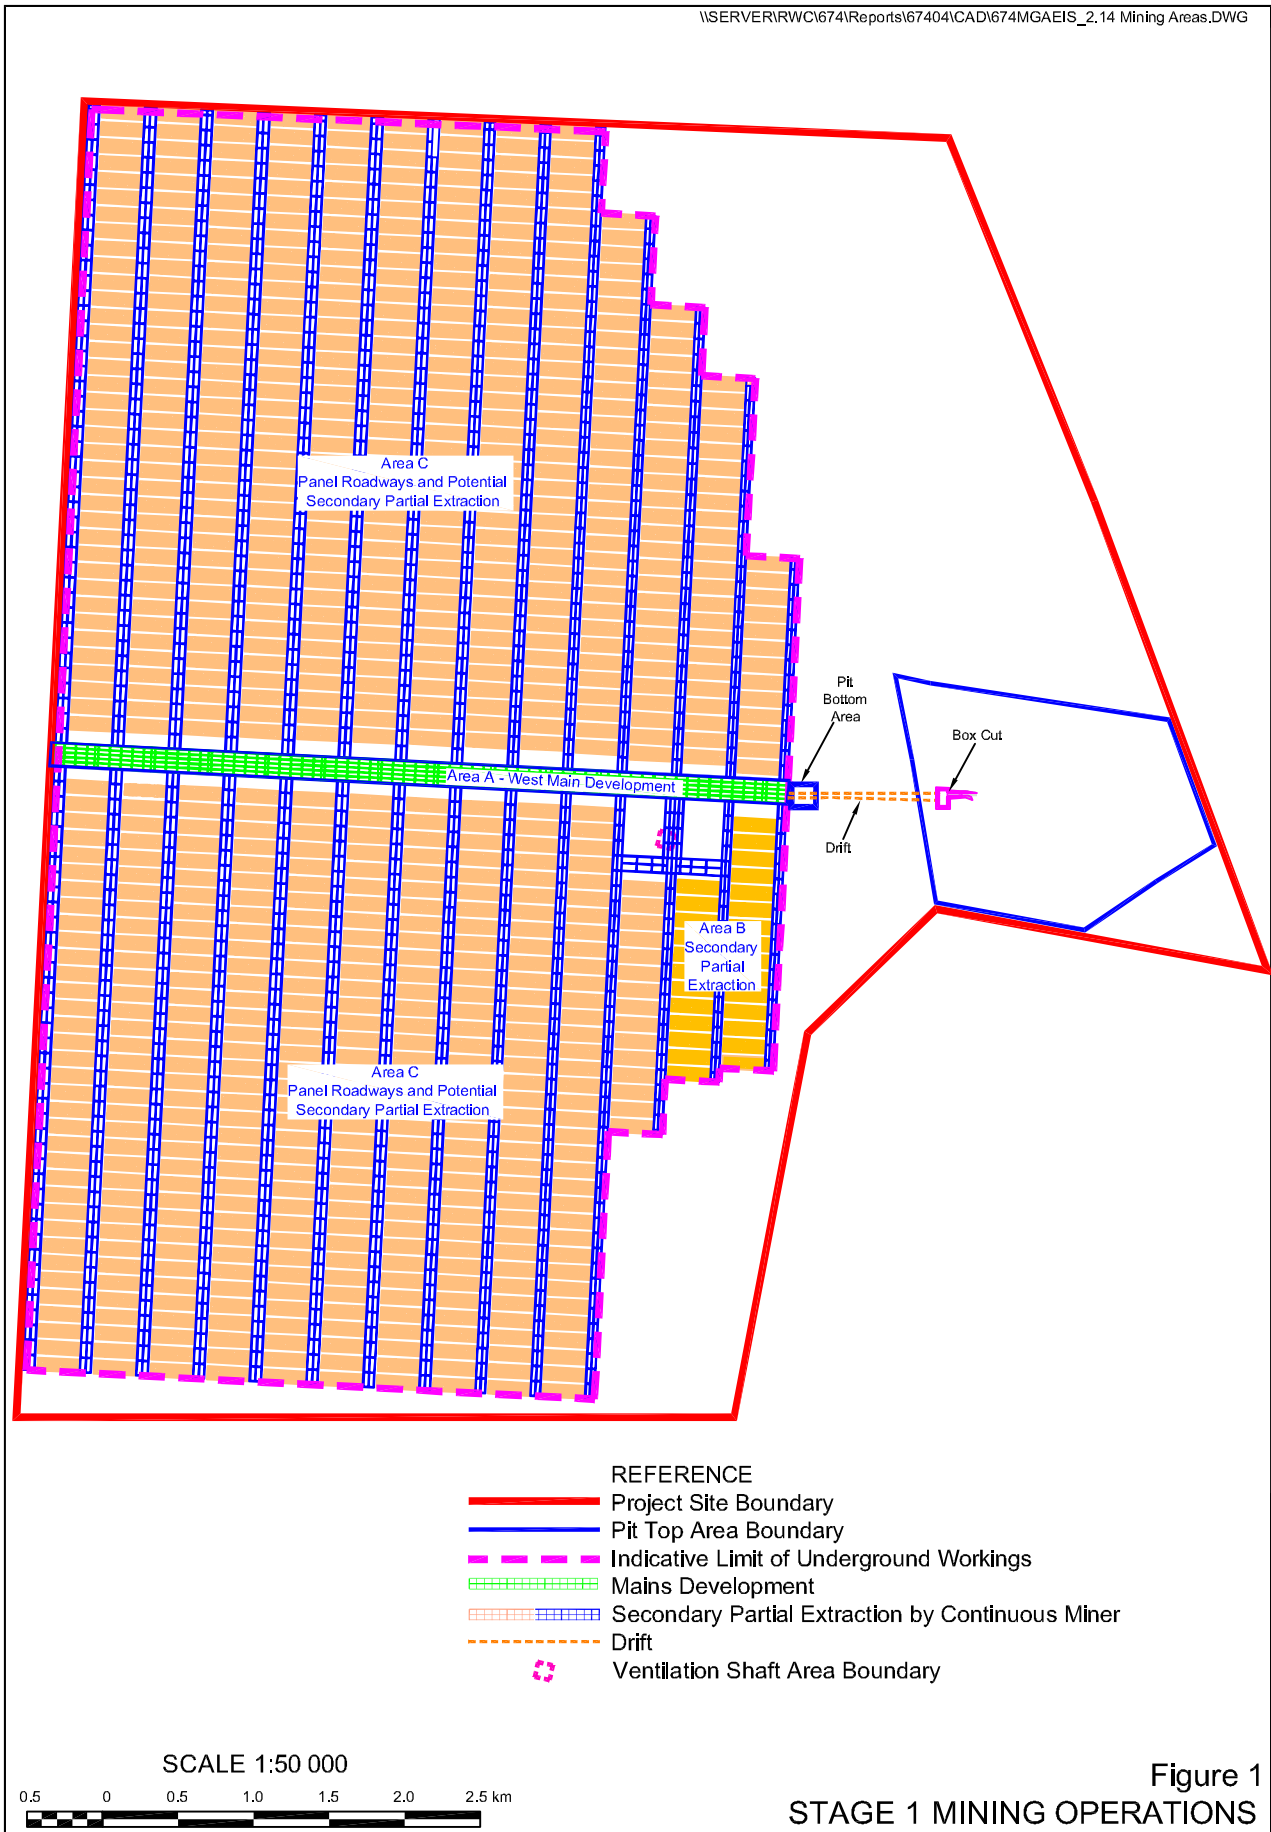 \\SERVER\RWC\674\Reports\67404\CAD\674MGAEIS_2.14 Mining Areas.DWG
Area C
Panel Roadways and Potential
Secondary Partial Extraction
Pit
Bottom
Area
Box Cut
Area A - West Main Development
Drift
Area B
Secondary
Partial
Extraction
Area C
Panel Roadways and Potential
Secondary Partial Extraction
REFERENCE
Project Site Boundary
Pit Top Area Boundary
Indicative Limit of Underground Workings
Mains Development
Secondary Partial Extraction by Continuous Miner
Drift
Ventilation Shaft Area Boundary
SCALE 1:50 000
0.5 0 0.5 1.0 1.5 2.0 2.5 km
Figure 1
STAGE 1 MINING OPERATIONS